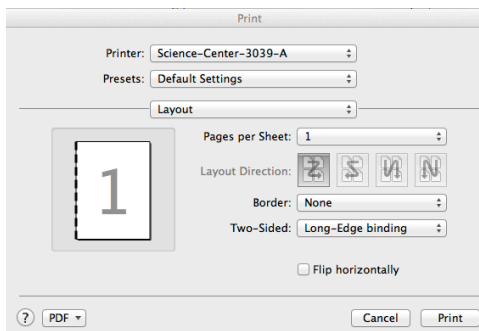 Print
Printer: Science-Center-3039-A
Presets: Default Settings
Layout
1
Pages per Sheet: 1
Layout Direction:
Border: None
Two-Sided: Long-Edge binding
Flip horizontally
? PDF Cancel Print